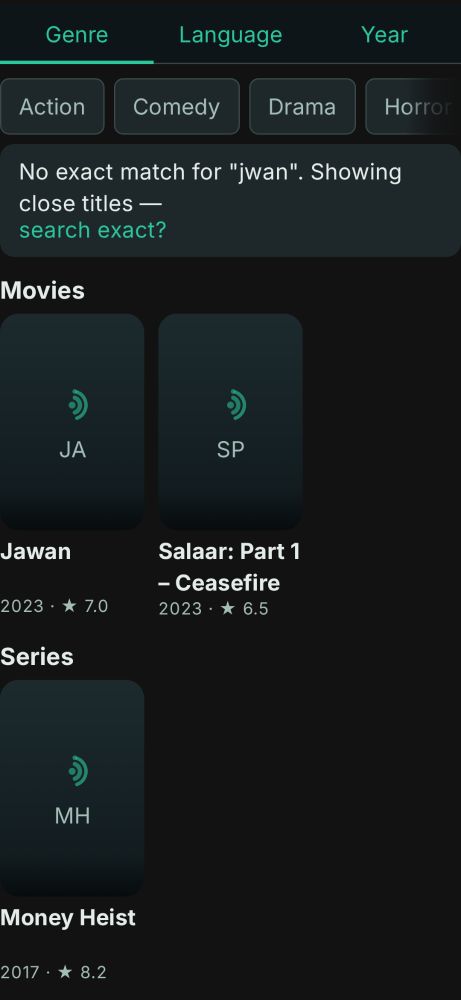 Genre Language Year
Action Comedy Drama Horror
No exact match for "jwan". Showing
close titles —
search exact?
Movies
JA SP
Jawan
Salaar: Part 1
– Ceasefire
2023 · ★ 7.0
2023 · ★ 6.5
Series
MH
Money Heist
2017 · ★ 8.2